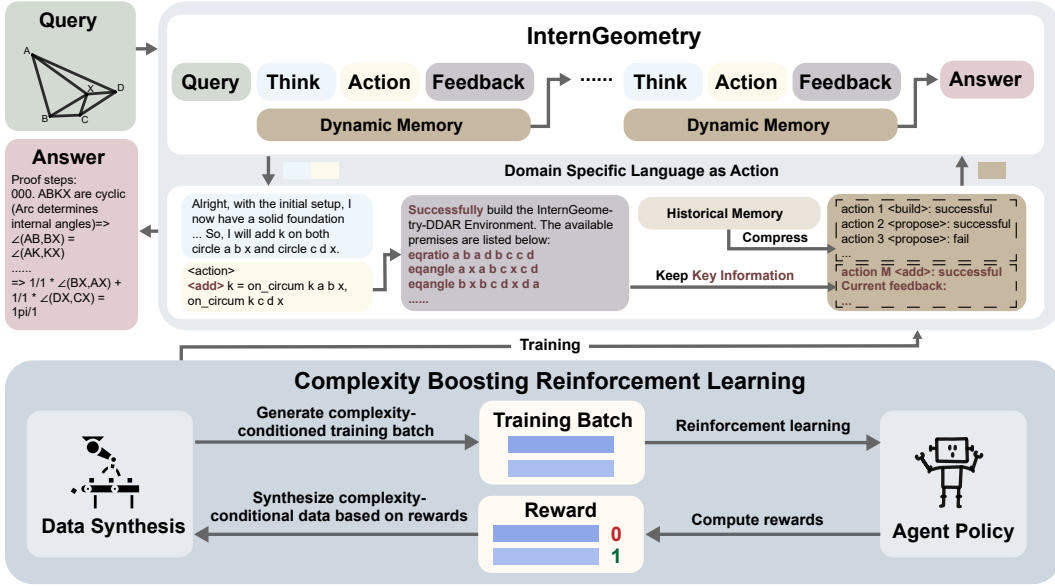 Query
A
X
D
B
C
Answer
Proof steps:
000. ABKX are cyclic
(Arc determines
internal angles)=>
∠(AB,BX) =
∠(AK,KX)
......
=> 1/1 * ∠(BX,AX) +
1/1 * ∠(DX,CX) =
1pi/1
InternGeometry
Query
Think
Action
Feedback
......
Think
Action
Feedback
Answer
Dynamic Memory
Dynamic Memory
Domain Specific Language as Action
Alright, with the initial setup, I
now have a solid foundation
... So, I will add k on both
circle a b x and circle c d x.
<action>
<add> k = on_circum k a b x,
on_circum k c d x
Successfully build the InternGeome-
try-DDAR Environment. The available
premises are listed below:
eqratio a b a d b c c d
eqangle a x a b c x c d
eqangle b x b c d x d a
......
Historical Memory
Compress
Keep Key Information
action 1 <build>: successful
action 2 <propose>: successful
action 3 <propose>: fail
...
action M <add>: successful
Current feedback:
...
Training
Complexity Boosting Reinforcement Learning
Data Synthesis
Generate complexity-
conditioned training batch
Training Batch
Reinforcement learning
Synthesize complexity-
conditional data based on rewards
Reward
0
1
Compute rewards
Agent Policy